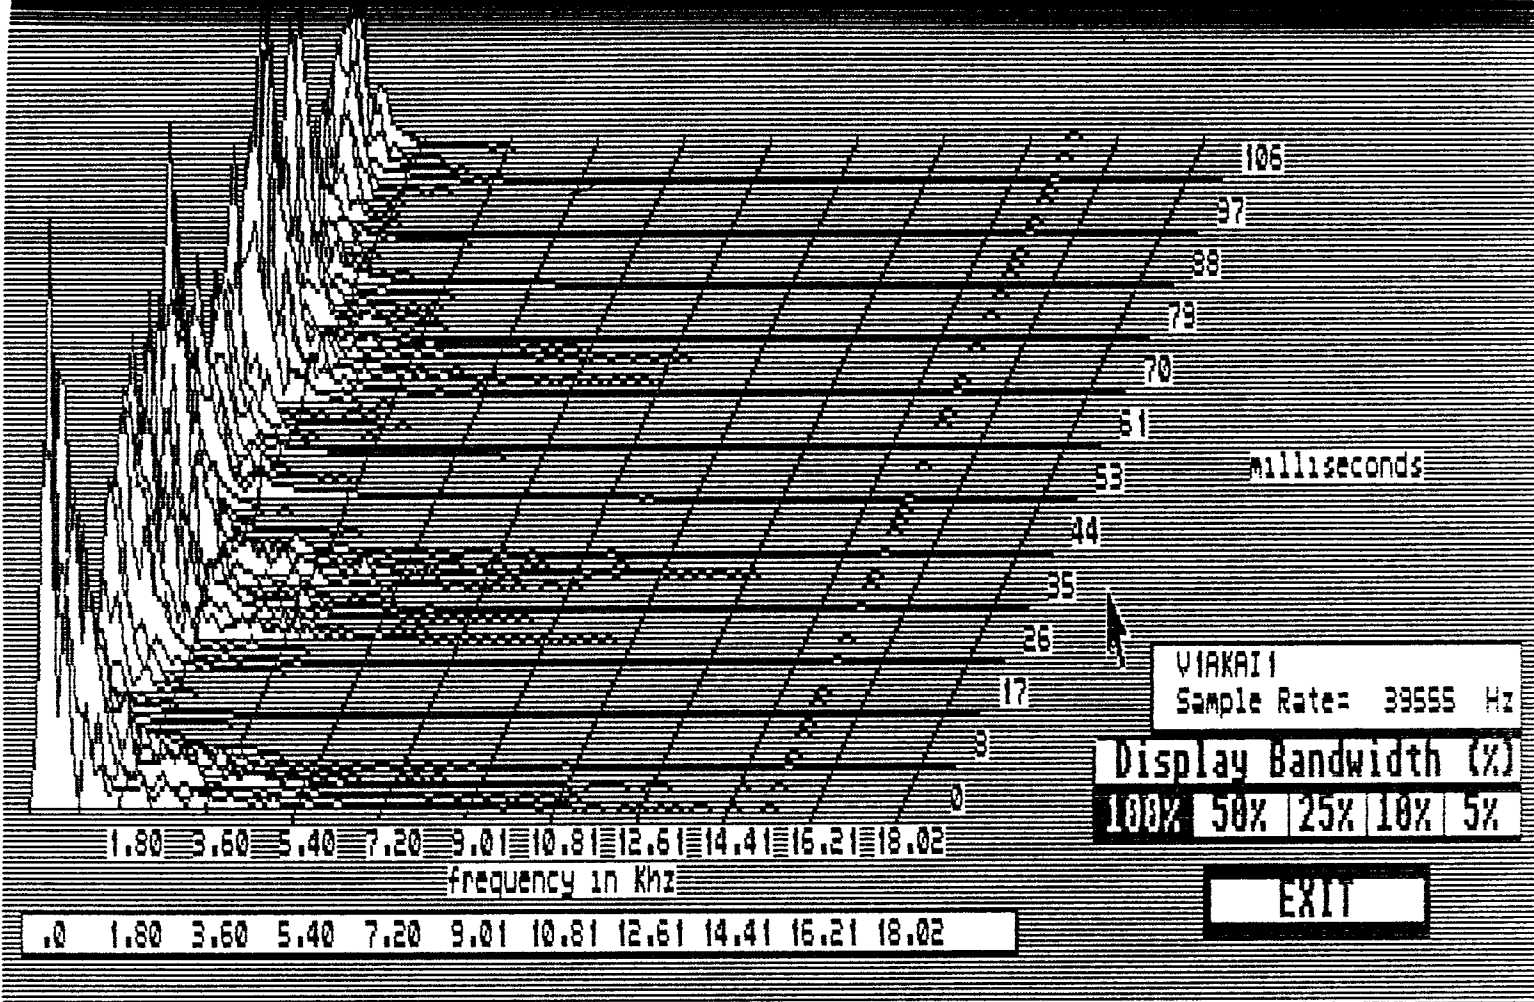 106
97
88
79
70
61
53
44
35
26
17
8
0
milliseconds
V1AKAI1
Sample Rate= 39555 Hz
Display Bandwidth (%)
100% 50% 25% 10% 5%
1.80 3.60 5.40 7.20 9.01 10.81 12.61 14.41 16.21 18.02
frequency in Khz
EXIT
.0 1.80 3.60 5.40 7.20 9.01 10.81 12.61 14.41 16.21 18.02